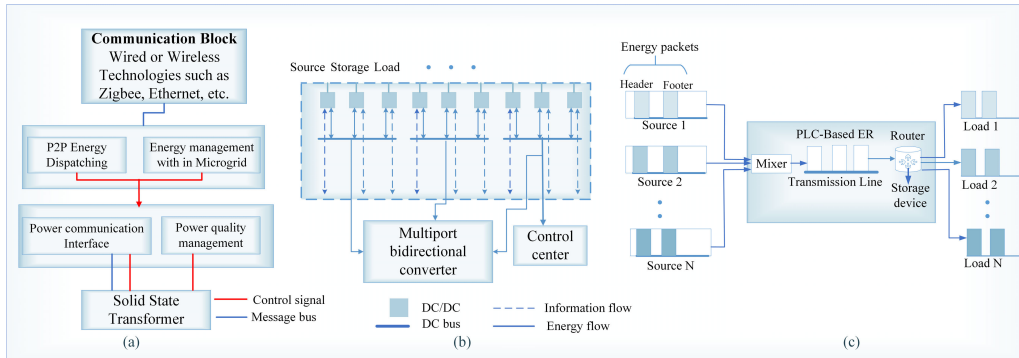 Communication Block
Wired or Wireless
Technologies such as
Zigbee, Ethernet, etc.
P2P Energy
Dispatching
Energy management
with in Microgrid
Power communication
Interface
Power quality
management
Solid State
Transformer
Control signal
Message bus
(a)
Source Storage Load
Multiport
bidirectional
converter
Control
center
DC/DC
DC bus
Information flow
Energy flow
(b)
Energy packets
Header
Footer
Source 1
Source 2
Source N
Mixer
PLC-Based ER
Transmission Line
Router
Storage
device
Load 1
Load 2
Load N
(c)